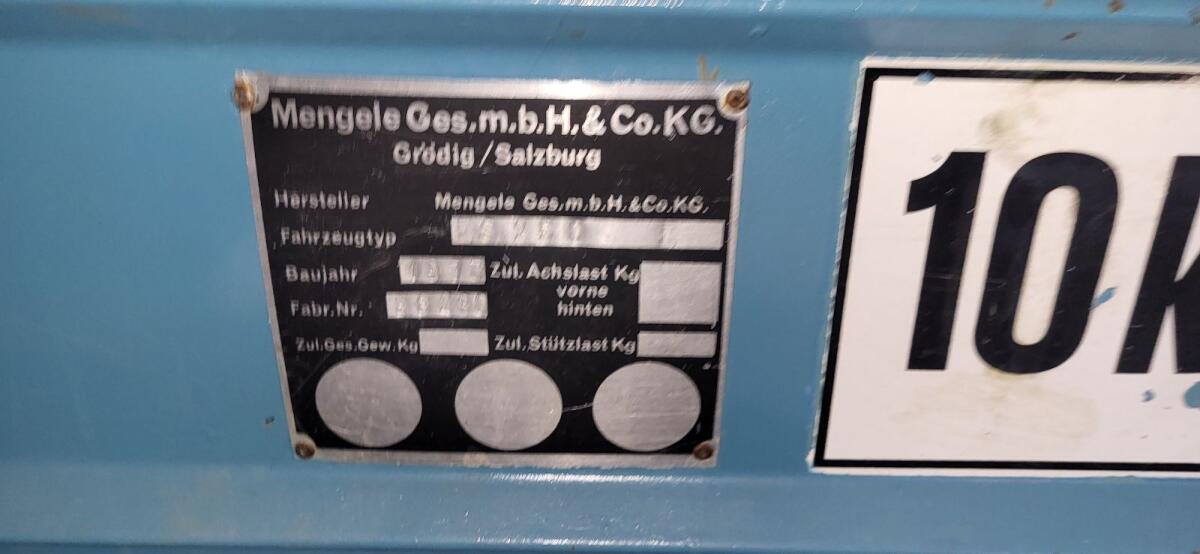 Mengele Ges.m.b.H.&Co.KG.
Grödig/Salzburg
Hersteller Mengele Ges.m.b.H.&Co.KG.
Fahrzeugtyp
Baujahr Zul.Achslast Kg
vorne
Fabr.Nr. hinten
Zul.Ges.Gew.Kg Zul.Stützlast Kg
10